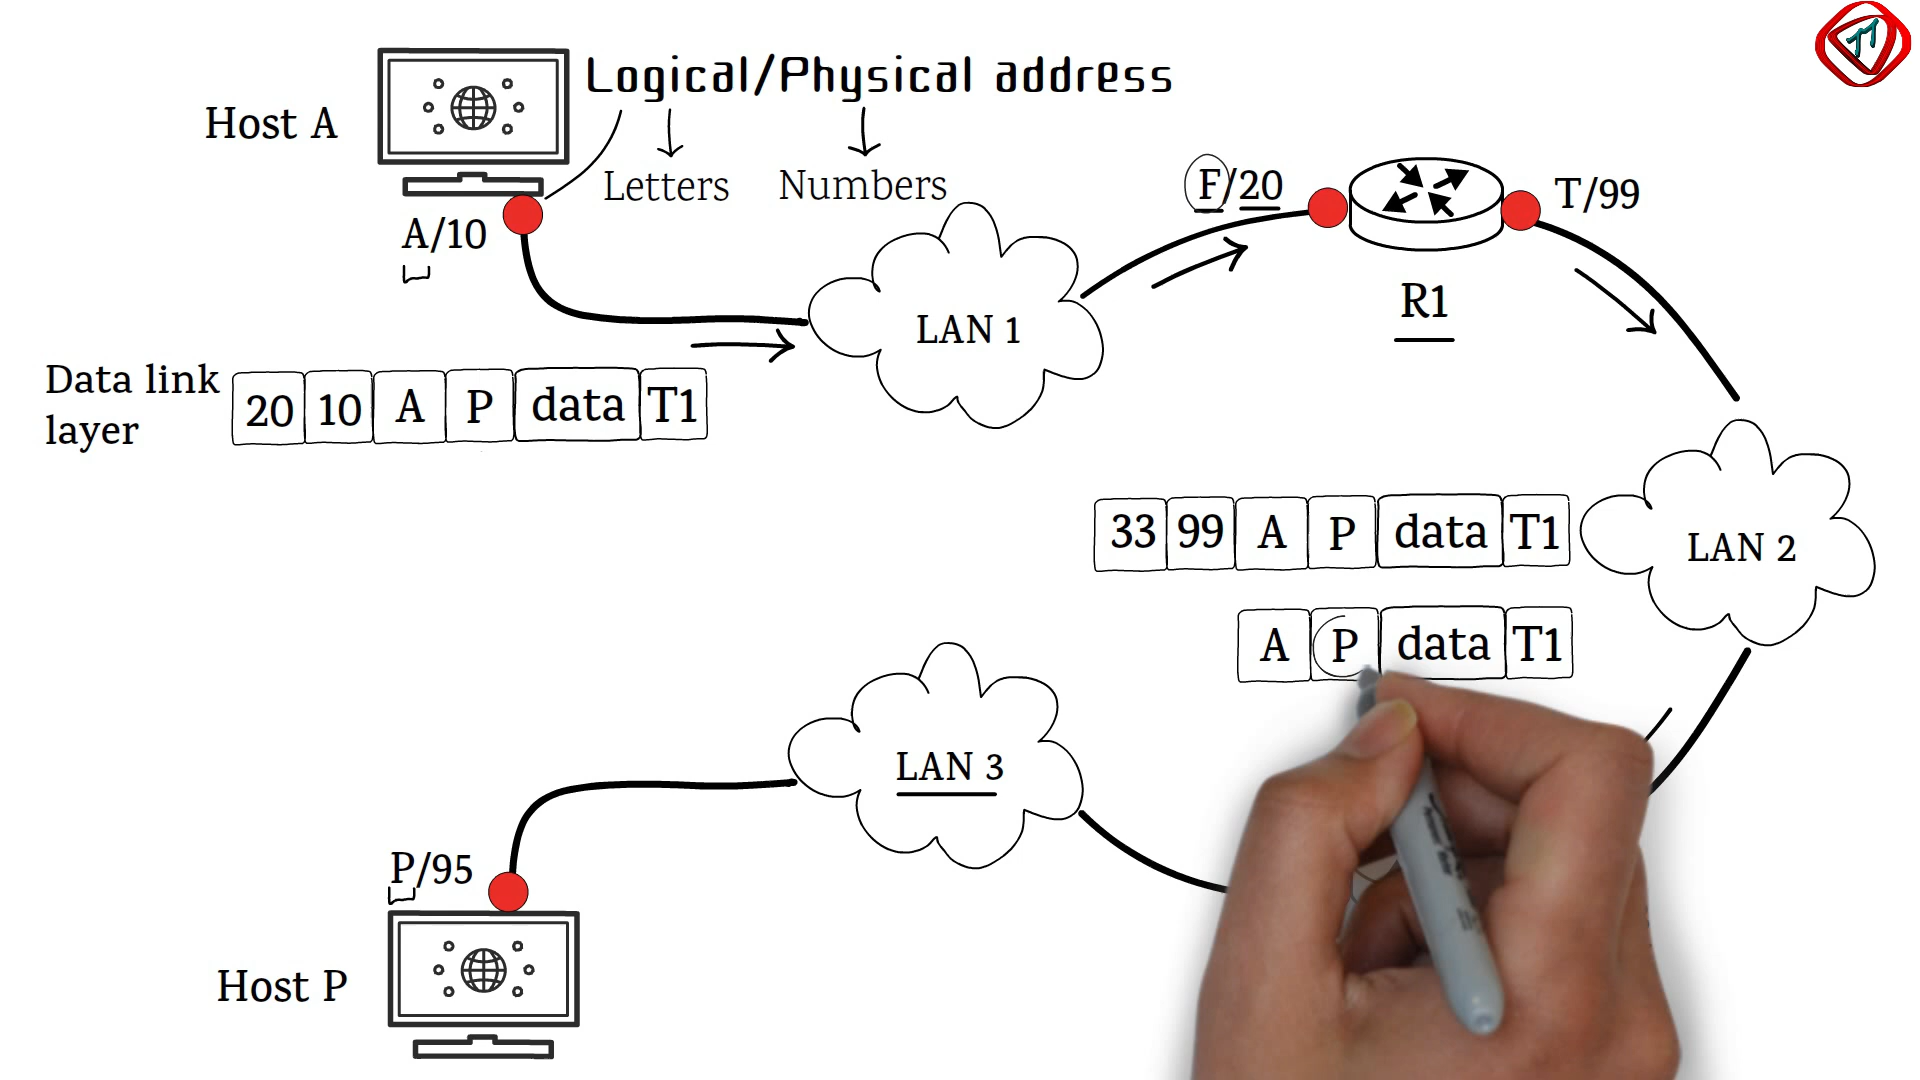 Logical/Physical address
Host A
Letters
Numbers
A/10
F/20
T/99
R1
LAN 1
Data link
layer
20 10 A P data T1
33 99 A P data T1
LAN 2
A P data T1
LAN 3
P/95
Host P